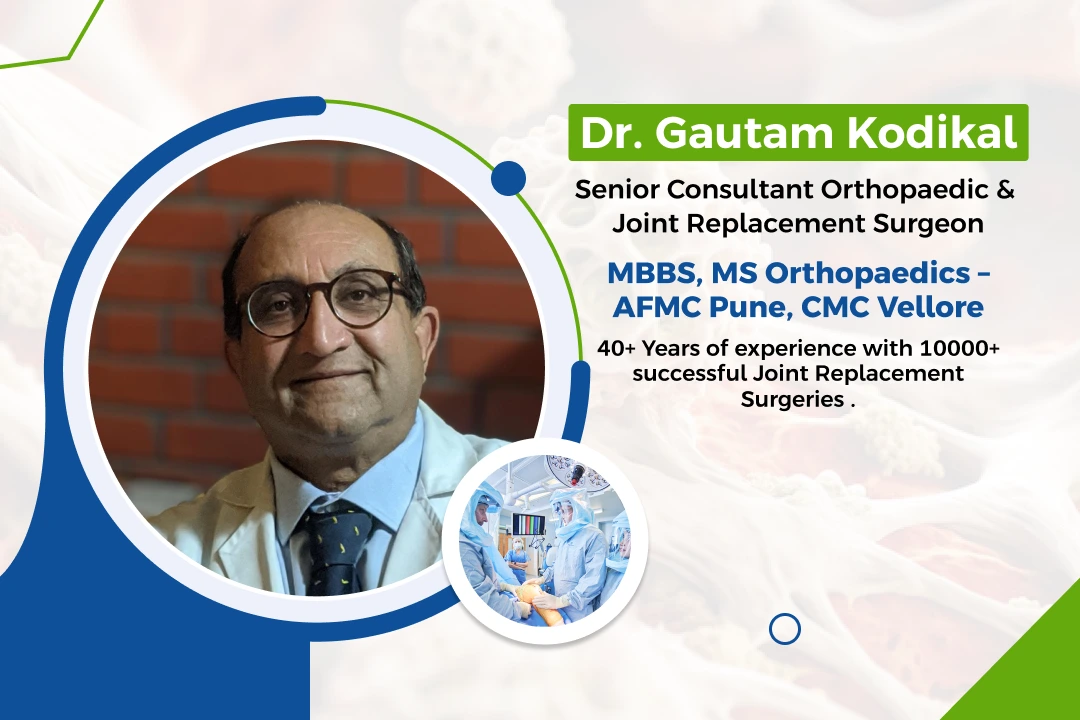 Dr. Gautam Kodikal
Senior Consultant Orthopaedic &
Joint Replacement Surgeon
MBBS, MS Orthopaedics –
AFMC Pune, CMC Vellore
40+ Years of experience with 10000+
successful Joint Replacement
Surgeries .